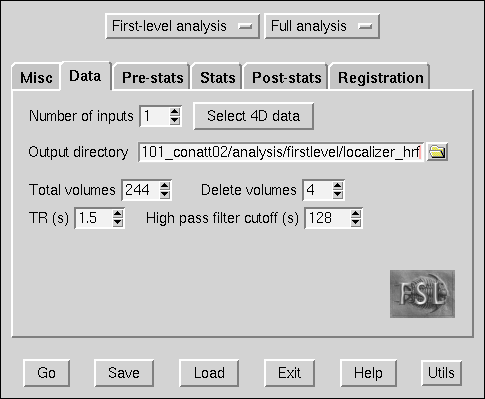 First-level analysis Full analysis
Misc Data Pre-stats Stats Post-stats Registration
Number of inputs 1 Select 4D data
Output directory 101_conatt02/analysis/firstlevel/localizer_hrf
Total volumes 244 Delete volumes 4
TR (s) 1.5 High pass filter cutoff (s) 128
FSL
Go Save Load Exit Help Utils